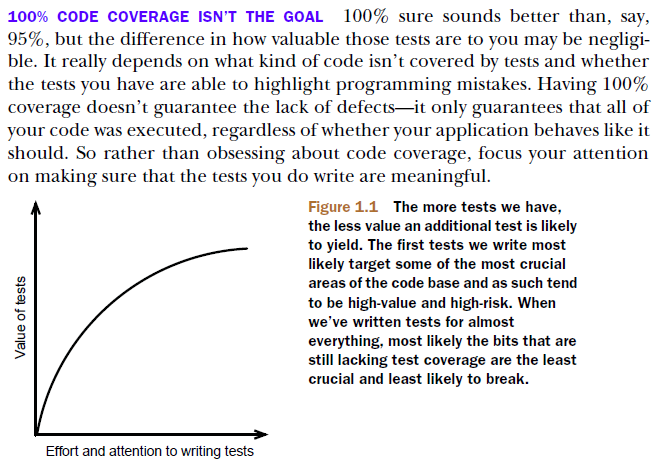 100% CODE COVERAGE ISN'T THE GOAL 100% sure sounds better than, say,
95%, but the difference in how valuable those tests are to you may be negligi-
ble. It really depends on what kind of code isn't covered by tests and whether
the tests you have are able to highlight programming mistakes. Having 100%
coverage doesn't guarantee the lack of defects—it only guarantees that all of
your code was executed, regardless of whether your application behaves like it
should. So rather than obsessing about code coverage, focus your attention
on making sure that the tests you do write are meaningful.
Value of tests
Effort and attention to writing tests
Figure 1.1 The more tests we have,
the less value an additional test is likely
to yield. The first tests we write most
likely target some of the most crucial
areas of the code base and as such tend
to be high-value and high-risk. When
we've written tests for almost
everything, most likely the bits that are
still lacking test coverage are the least
crucial and least likely to break.